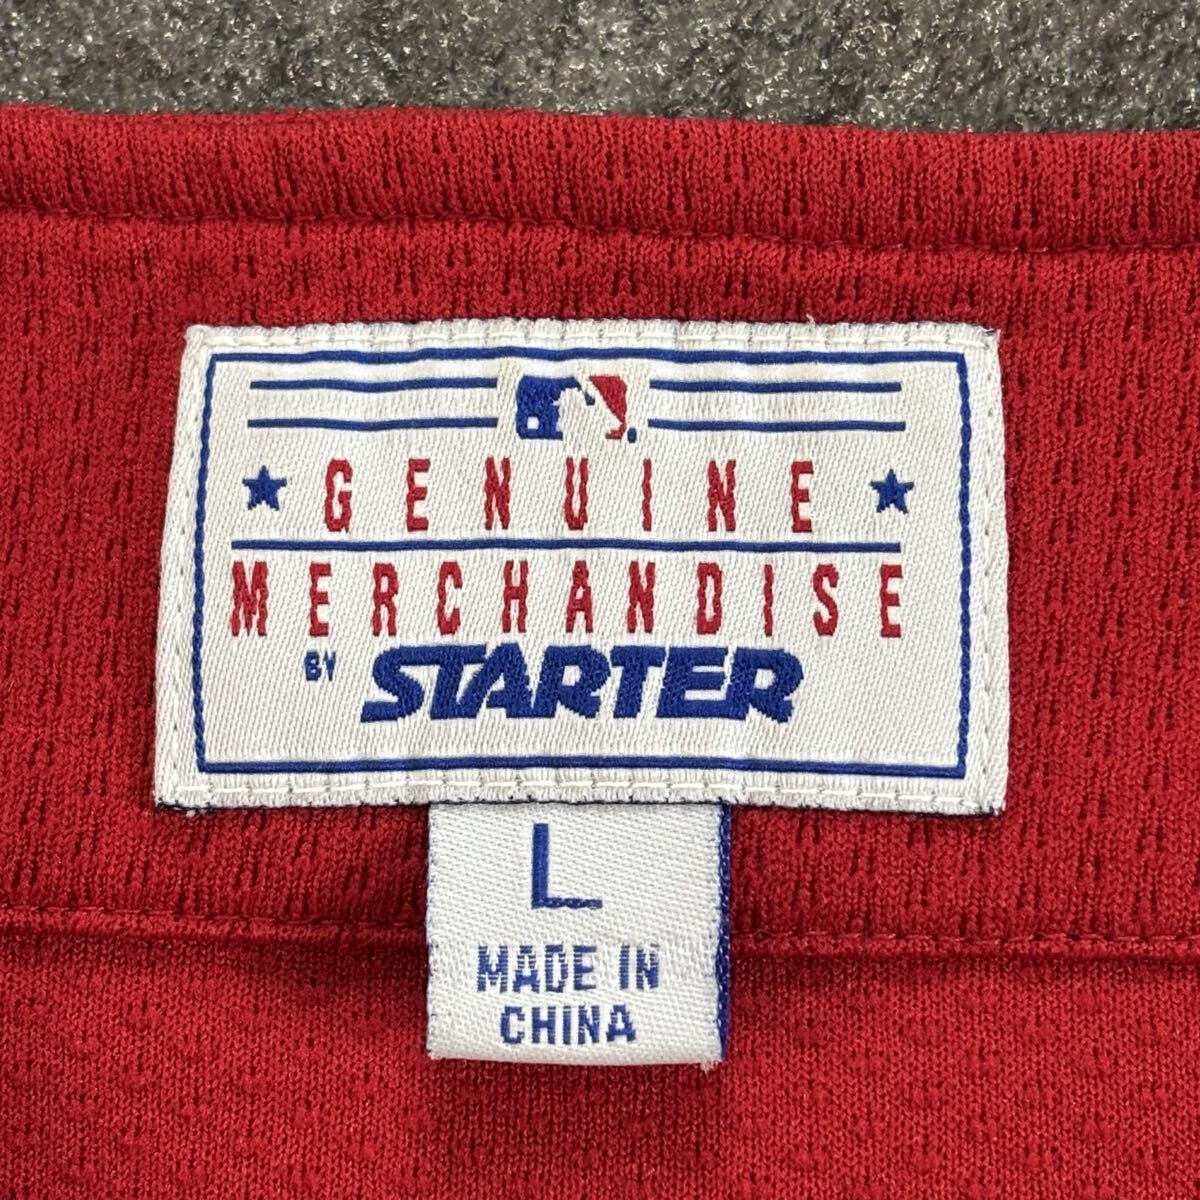 GENUINE
MERCHANDISE
BY STARTER
L
MADE IN
CHINA